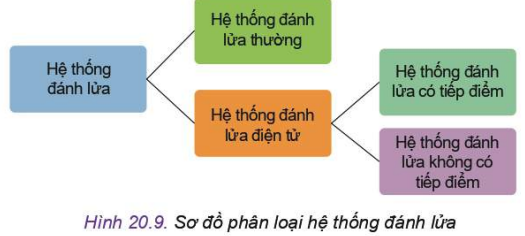 Hệ thống đánh
lửa thường
Hệ thống
đánh lửa
Hệ thống đánh
lửa điện tử
Hệ thống đánh
lửa có tiếp điểm
Hệ thống đánh
lửa không có
tiếp điểm
Hình 20.9. Sơ đồ phân loại hệ thống đánh lửa